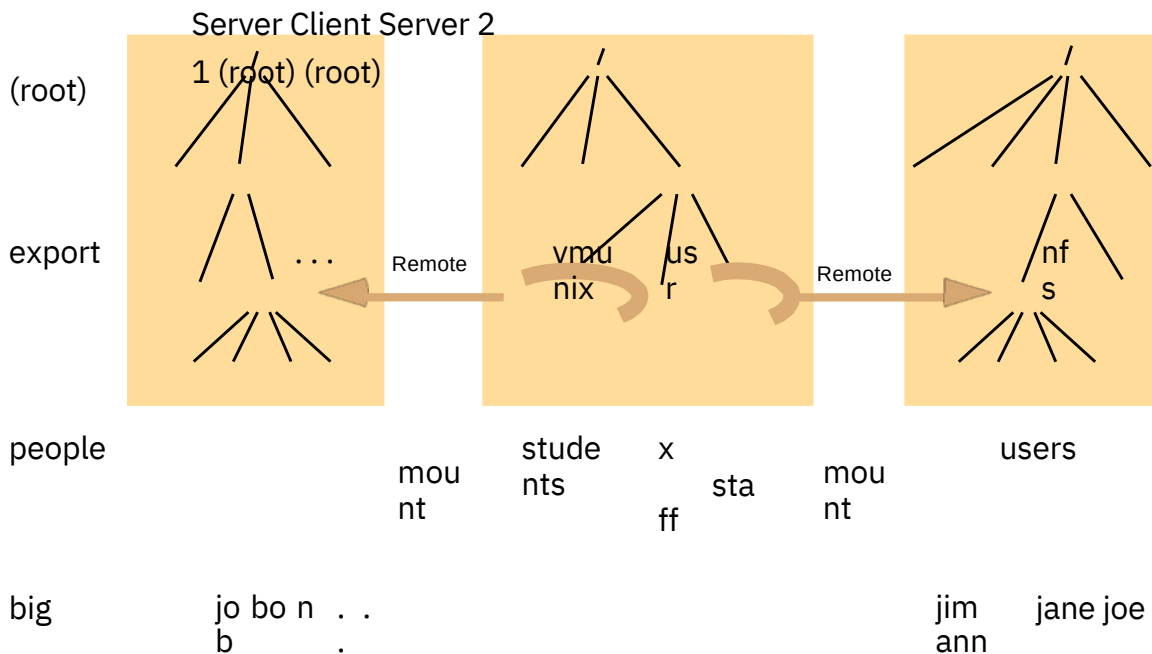 Server Client Server 2
1 (root) (root)
(root)
export
. . .
Remote
vmu
nix
us
r
Remote
nf
s
people
mou
nt
stude
nts
x
ff
sta
mou
nt
users
big
jo bo n . .
b .
jim
ann
jane joe